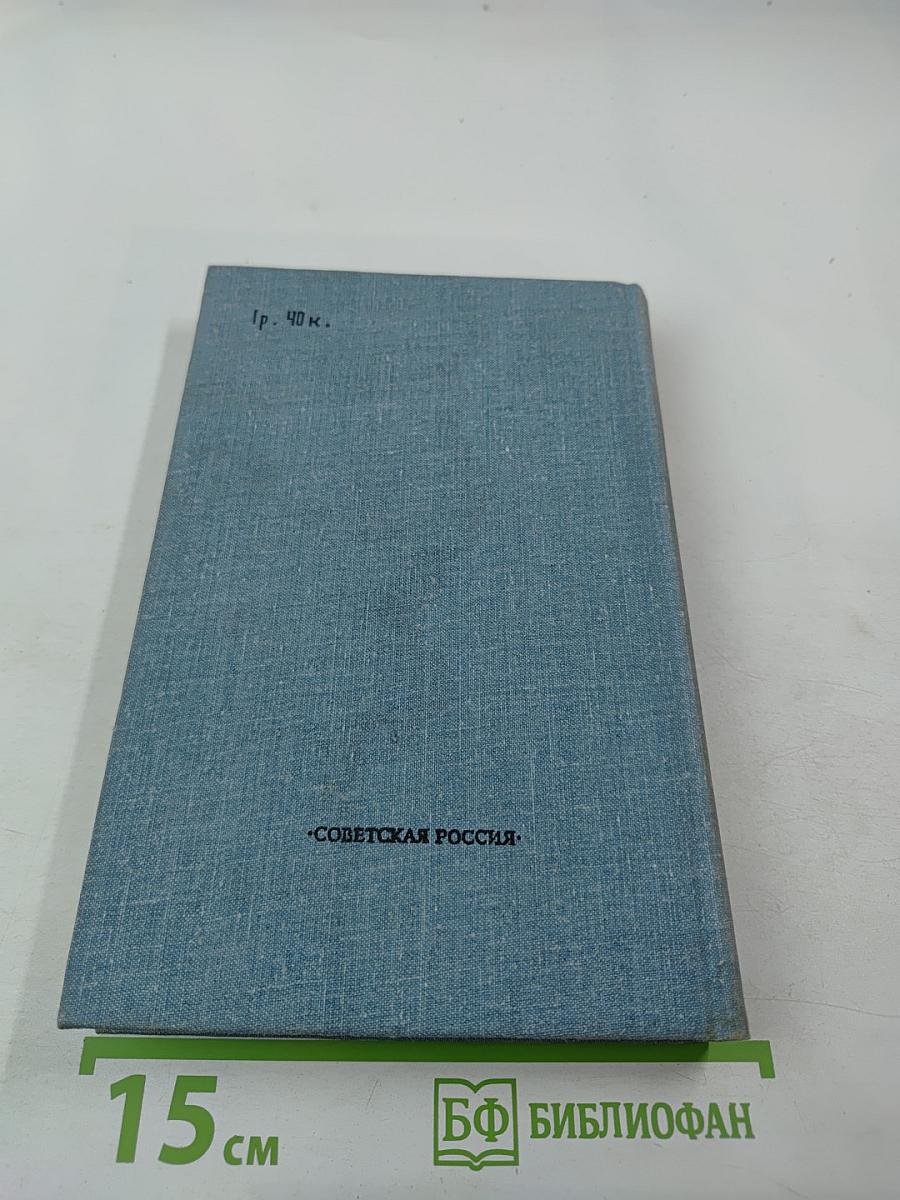 1р. 40к.
·СОВЕТСКАЯ РОССИЯ·
15 см
БФ БИБЛИОФАН